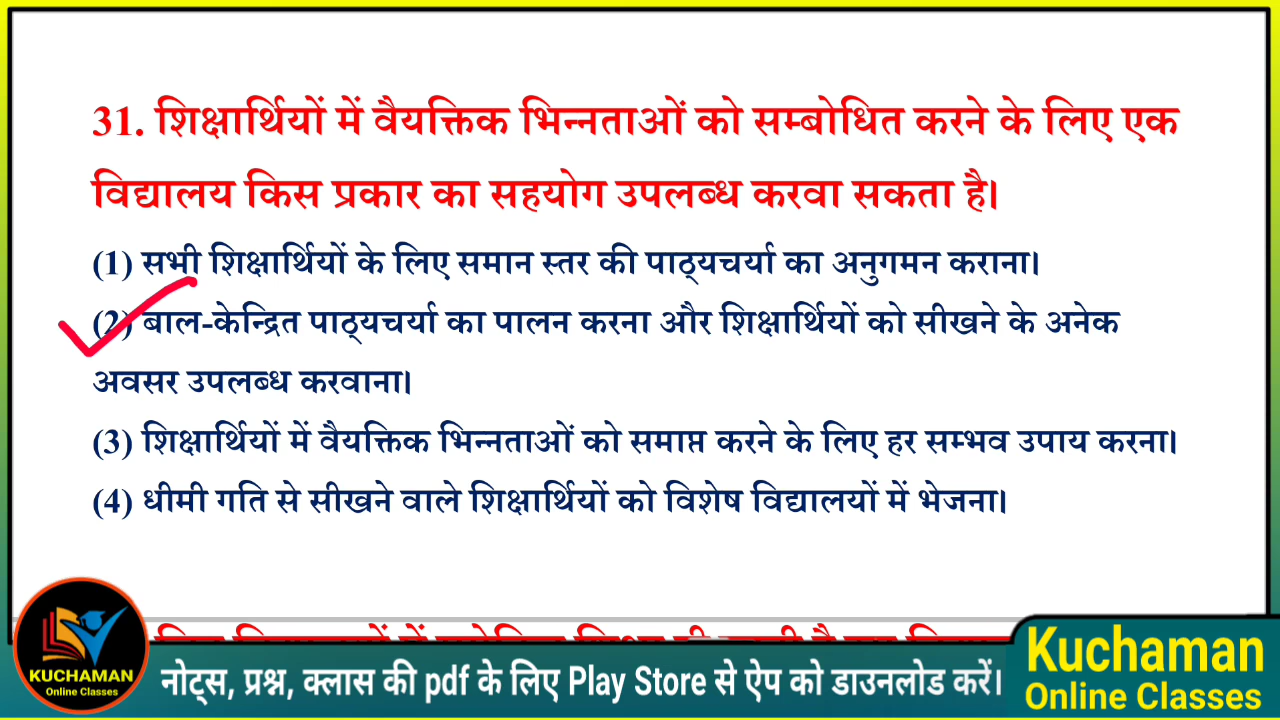 31. शिक्षार्थियों में वैयक्तिक भिन्नताओं को सम्बोधित करने के लिए एक
विद्यालय किस प्रकार का सहयोग उपलब्ध करवा सकता है।
(1) सभी शिक्षार्थियों के लिए समान स्तर की पाठ्यचर्या का अनुगमन कराना।
(2) बाल-केन्द्रित पाठ्यचर्या का पालन करना और शिक्षार्थियों को सीखने के अनेक
अवसर उपलब्ध करवाना।
(3) शिक्षार्थियों में वैयक्तिक भिन्नताओं को समाप्त करने के लिए हर सम्भव उपाय करना।
(4) धीमी गति से सीखने वाले शिक्षार्थियों को विशेष विद्यालयों में भेजना।
KUCHAMAN
Online Classes
नोट्स, प्रश्न, क्लास की pdf के लिए Play Store से ऐप को डाउनलोड करें।
Kuchaman
Online Classes